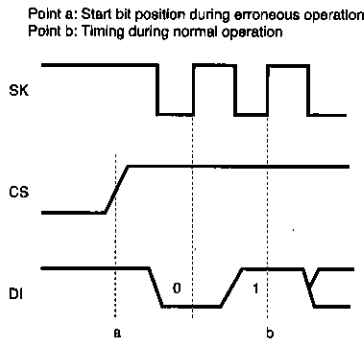 Point a: Start bit position during erroneous operation
Point b: Timing during normal operation
SK
CS
DI
0
1
a
b